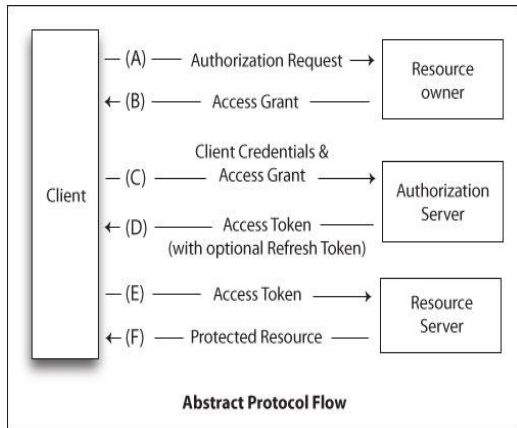 (A) Authorization Request
Resource
owner
(B) Access Grant
Client Credentials &
(C) Access Grant
Client
Authorization
Server
(D) Access Token
(with optional Refresh Token)
(E) Access Token
Resource
Server
(F) Protected Resource
Abstract Protocol Flow